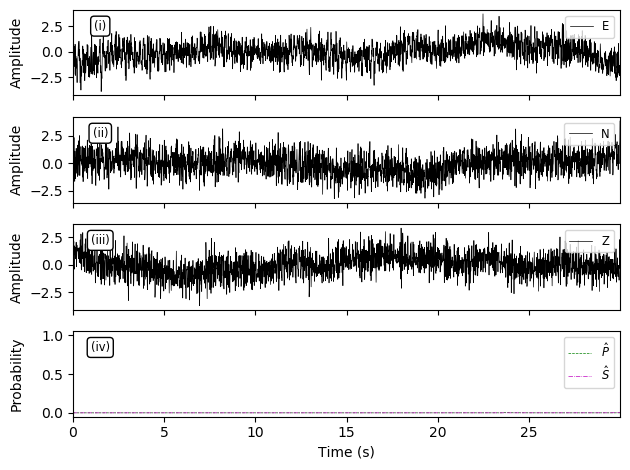 Amplitude
2.5
0.0
−2.5
(i)
E
Amplitude
2.5
0.0
−2.5
(ii)
N
Amplitude
2.5
0.0
−2.5
(iii)
Z
Probability
1.0
0.5
0.0
(iv)
P̂
Ŝ
0 5 10 15 20 25
Time (s)